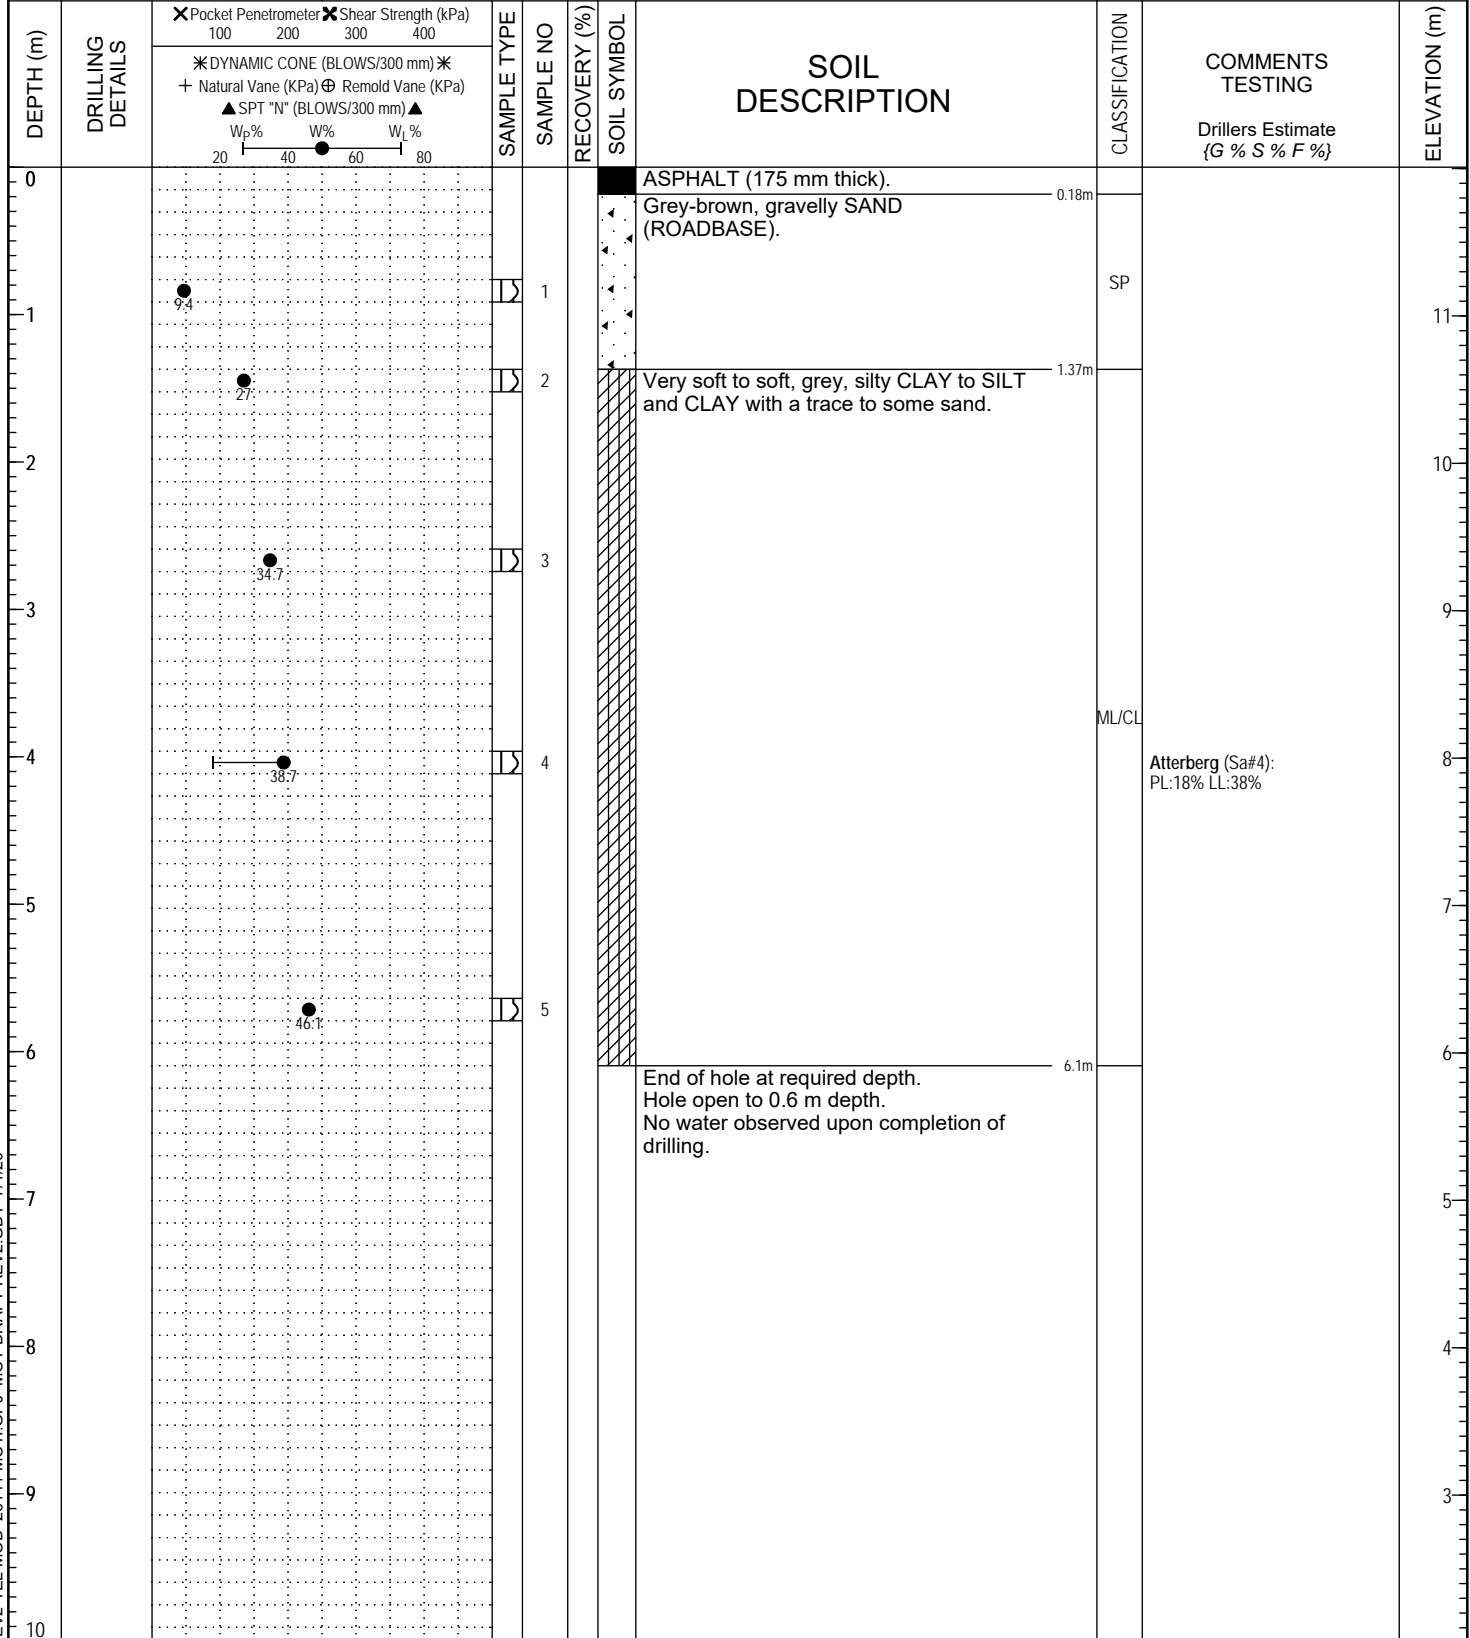 DEPTH (m)
DRILLING
DETAILS
Pocket Penetrometer Shear Strength (kPa)
100 200 300 400
DYNAMIC CONE (BLOWS/300 mm)
Natural Vane (KPa) Remold Vane (KPa)
SPT "N" (BLOWS/300 mm)
WP% W% WL%
20 40 60 80
SAMPLE TYPE
SAMPLE NO
RECOVERY (%)
SOIL SYMBOL
SOIL
DESCRIPTION
CLASSIFICATION
COMMENTS
TESTING
Drillers Estimate
{G % S % F %}
ELEVATION (m)
0
ASPHALT (175 mm thick).
0.18m
Grey-brown, gravelly SAND
(ROADBASE).
9.4
1
SP
1
11
1.37m
27
2
Very soft to soft, grey, silty CLAY to SILT
and CLAY with a trace to some sand.
2
10
34.7
3
3
9
ML/CL
4
38.7
4
8
Atterberg (Sa#4):
PL:18% LL:38%
5
7
46.1
5
6
6
6.1m
End of hole at required depth.
Hole open to 0.6 m depth.
No water observed upon completion of
drilling.
7
5
8
4
9
3
10